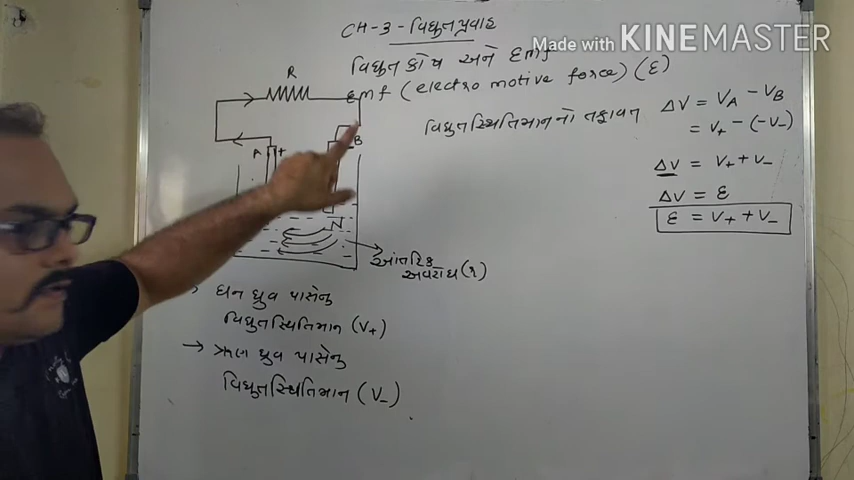 CH-3 - વિદ્યુતપ્રવાહ
Made with KINEMASTER
વિદ્યુતકોષ અને Emf
Emf (electro motive force) (ε)
વિદ્યુતસ્થિતિમાનનો તફાવત
R
A
+
B
આંતરિક
અવરોધ (r)
→ ધન ધ્રુવ પાસેનુ
વિદ્યુતસ્થિતિમાન (V+)
→ ઋણ ધ્રુવ પાસેનુ
વિદ્યુતસ્થિતિમાન (V-)
ΔV = VA - VB
= V+ - (-V-)
ΔV = V+ + V-
ΔV = ε
ε = V+ + V-